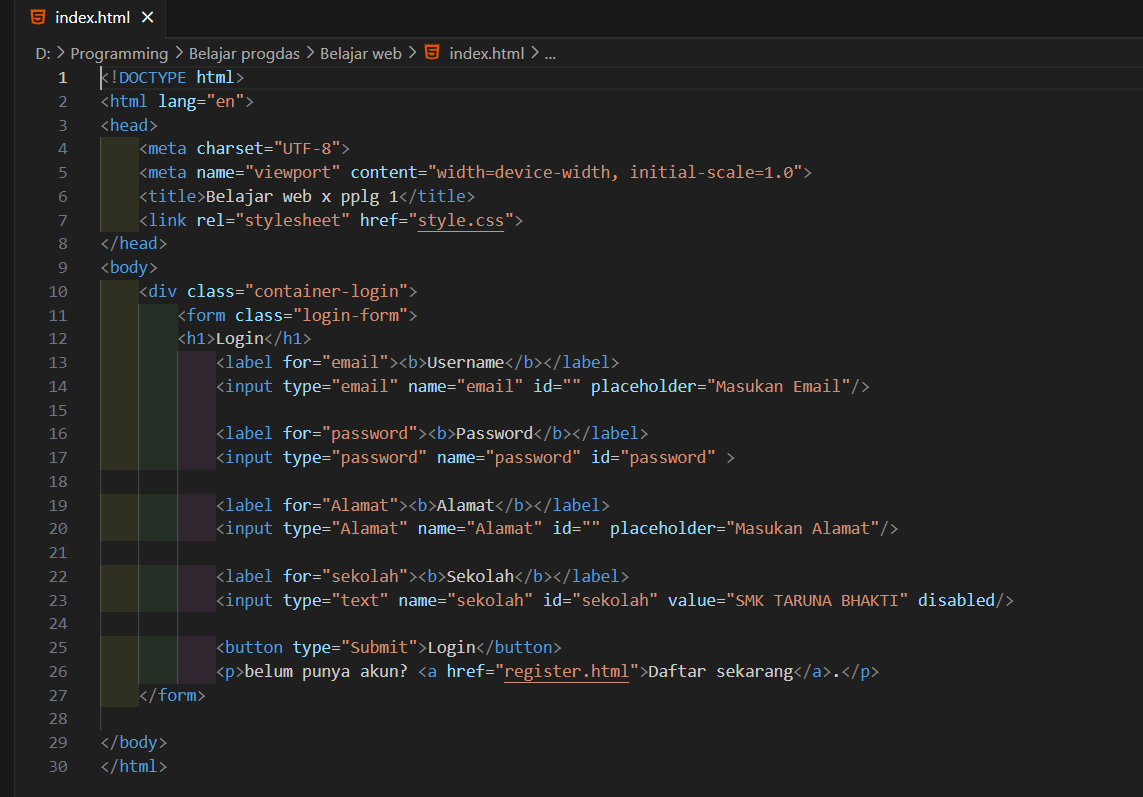 index.html ×
D: > Programming > Belajar progdas > Belajar web > index.html > ...
1 <!DOCTYPE html>
2 <html lang="en">
3 <head>
4     <meta charset="UTF-8">
5     <meta name="viewport" content="width=device-width, initial-scale=1.0">
6     <title>Belajar web x pplg 1</title>
7     <link rel="stylesheet" href="style.css">
8 </head>
9 <body>
10     <div class="container-login">
11         <form class="login-form">
12         <h1>Login</h1>
13             <label for="email"><b>Username</b></label>
14             <input type="email" name="email" id="" placeholder="Masukan Email"/>
15
16             <label for="password"><b>Password</b></label>
17             <input type="password" name="password" id="password" >
18
19             <label for="Alamat"><b>Alamat</b></label>
20             <input type="Alamat" name="Alamat" id="" placeholder="Masukan Alamat"/>
21
22             <label for="sekolah"><b>Sekolah</b></label>
23             <input type="text" name="sekolah" id="sekolah" value="SMK TARUNA BHAKTI" disabled/>
24
25             <button type="Submit">Login</button>
26             <p>belum punya akun? <a href="register.html">Daftar sekarang</a>.</p>
27     </form>
28
29 </body>
30 </html>